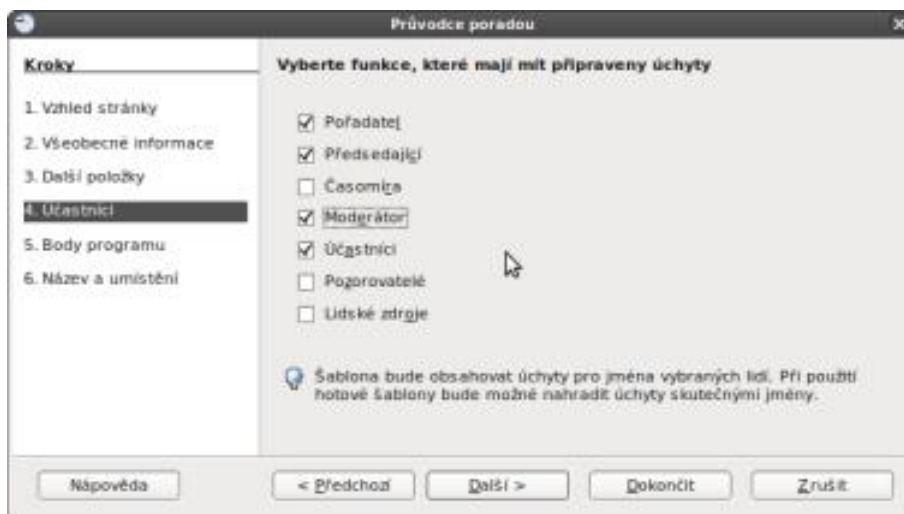 Průvodce poradou
Kroky
1. Vzhled stránky
2. Všeobecné informace
3. Další položky
4. Účastníci
5. Body programu
6. Název a umístění
Vyberte funkce, které mají mít připraveny úchyty
Pořadatel
Předsedající
Časomíra
Moderátor
Účastníci
Pozorovatelé
Lidské zdroje
Šablona bude obsahovat úchyty pro jména vybraných lidí. Při použití
hotové šablony bude možné nahradit úchyty skutečnými jmény.
Nápověda
< Předchozí
Další >
Dokončit
Zrušit